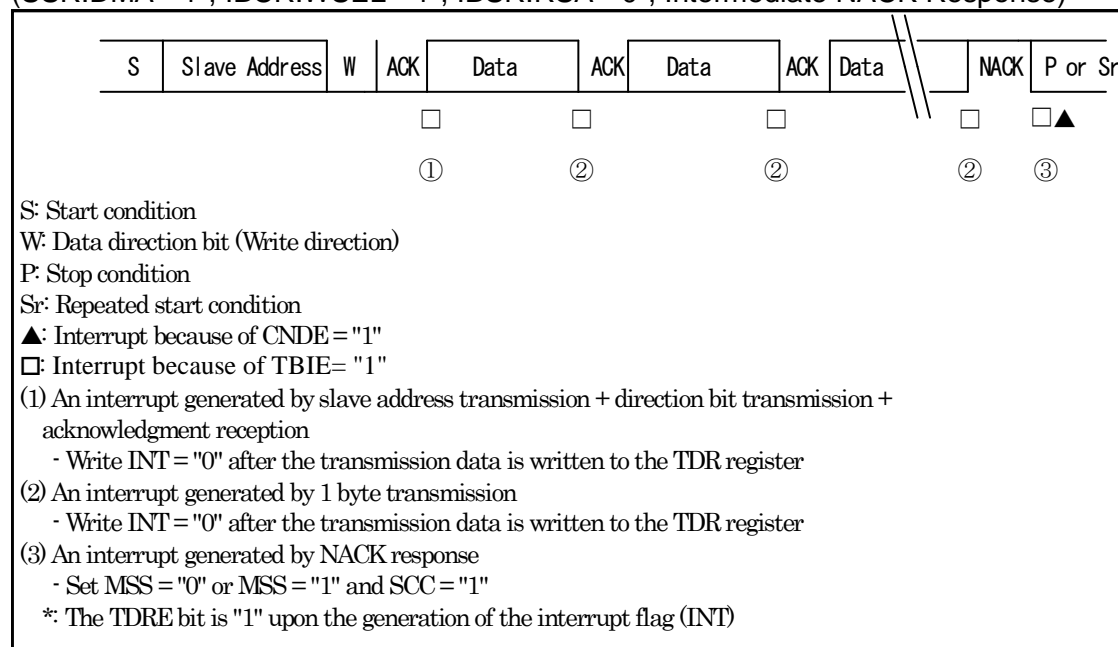 S Slave Address W ACK Data ACK Data ACK Data NACK P or Sr
□ □ □ □ □▲
① ② ② ② ③
S: Start condition
W: Data direction bit (Write direction)
P: Stop condition
Sr: Repeated start condition
▲: Interrupt because of CNDE = "1"
□: Interrupt because of TBIE= "1"
(1) An interrupt generated by slave address transmission + direction bit transmission +
acknowledgment reception
- Write INT = "0" after the transmission data is written to the TDR register
(2) An interrupt generated by 1 byte transmission
- Write INT = "0" after the transmission data is written to the TDR register
(3) An interrupt generated by NACK response
- Set MSS = "0" or MSS = "1" and SCC = "1"
*: The TDRE bit is "1" upon the generation of the interrupt flag (INT)